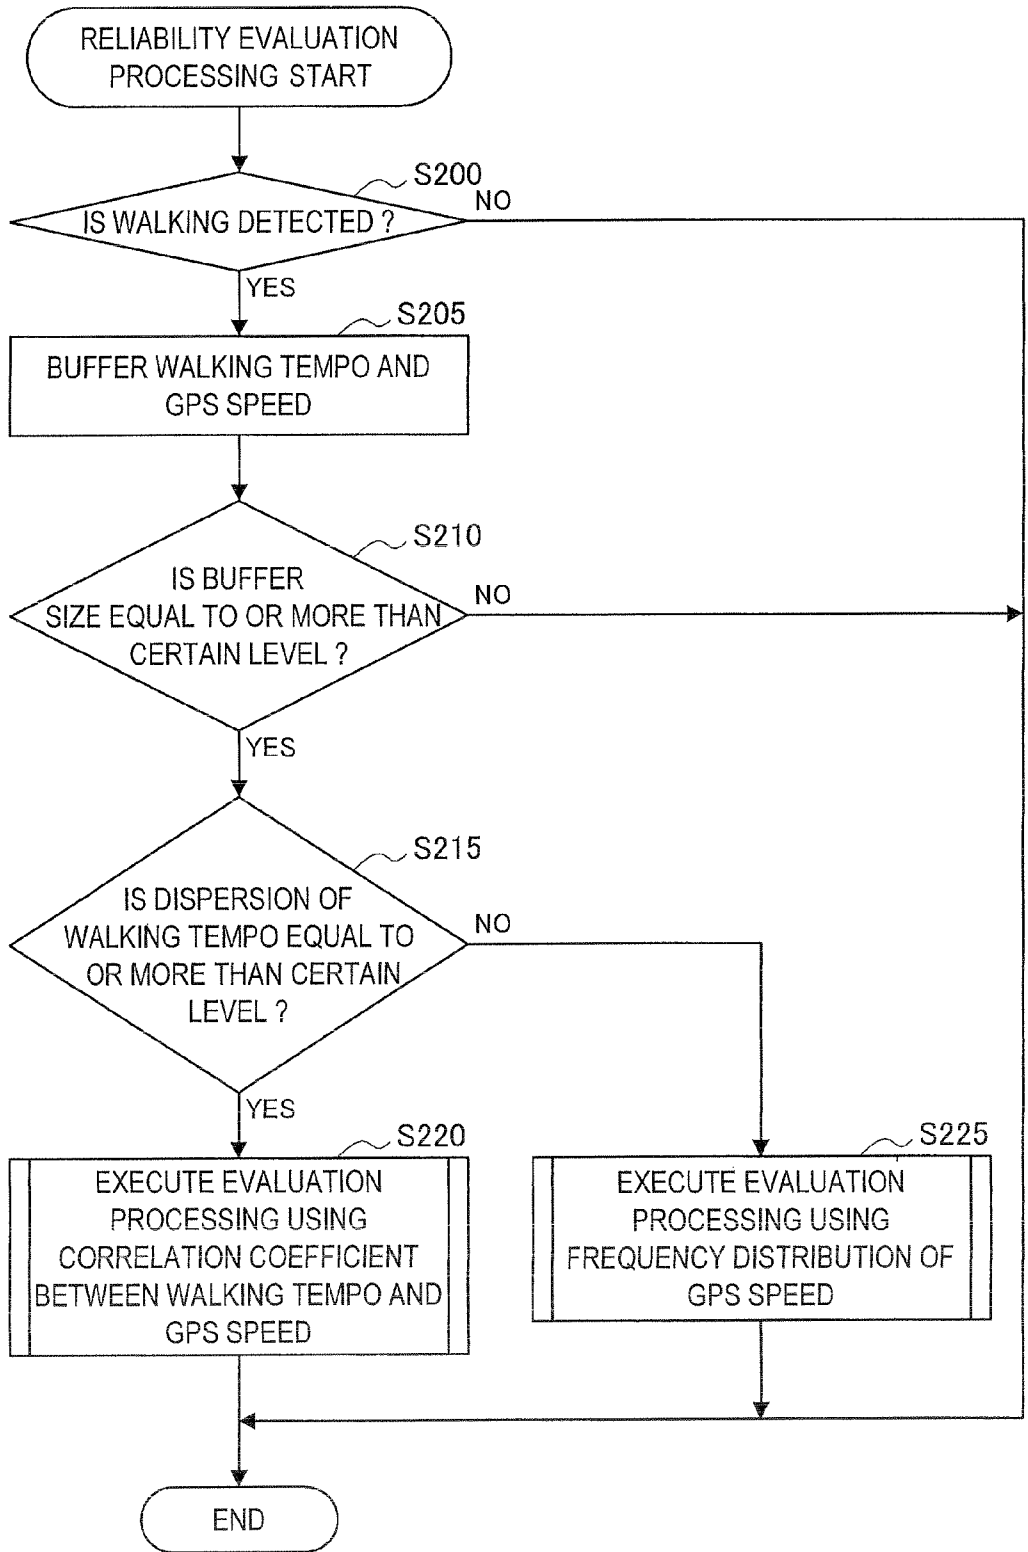 RELIABILITY EVALUATION
PROCESSING START
S200
IS WALKING DETECTED ?
NO
YES
S205
BUFFER WALKING TEMPO AND
GPS SPEED
S210
IS BUFFER
SIZE EQUAL TO OR MORE THAN
CERTAIN LEVEL ?
NO
YES
S215
IS DISPERSION OF
WALKING TEMPO EQUAL TO
OR MORE THAN CERTAIN
LEVEL ?
NO
YES
S220
EXECUTE EVALUATION
PROCESSING USING
CORRELATION COEFFICIENT
BETWEEN WALKING TEMPO AND
GPS SPEED
S225
EXECUTE EVALUATION
PROCESSING USING
FREQUENCY DISTRIBUTION OF
GPS SPEED
END